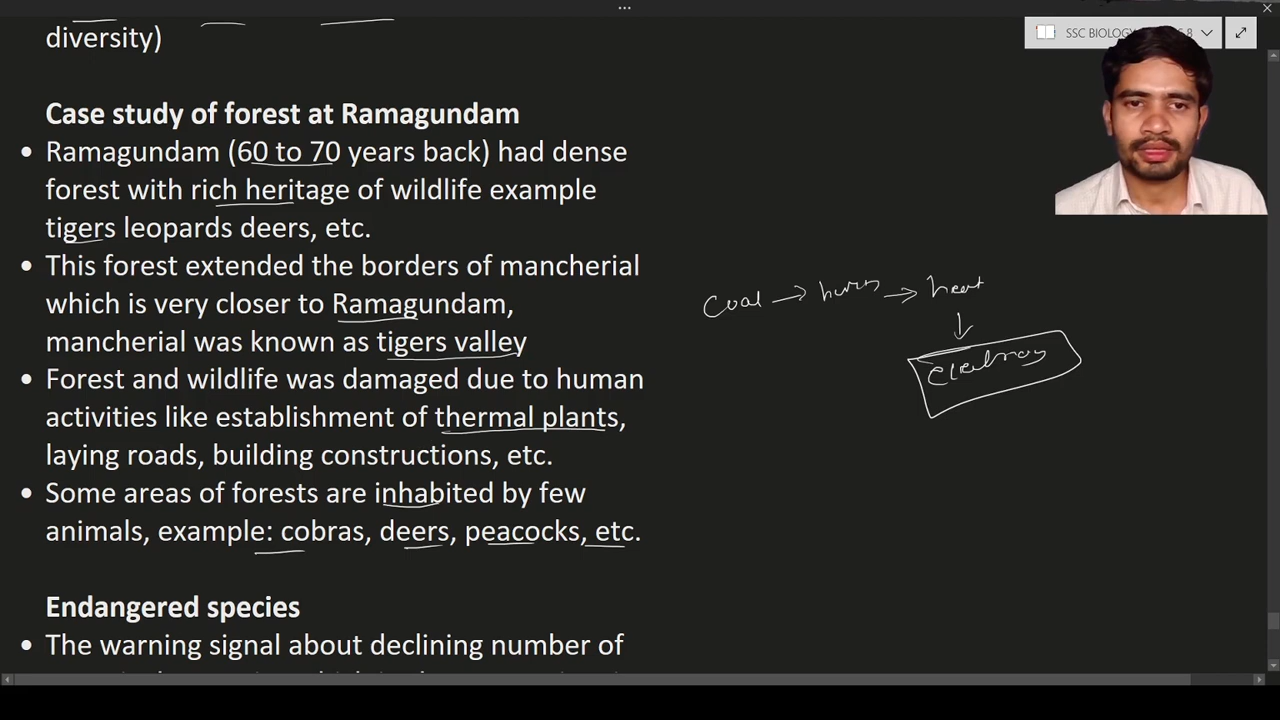 diversity)
SSC BIOLOGY
8
Case study of forest at Ramagundam
• Ramagundam (60 to 70 years back) had dense
forest with rich heritage of wildlife example
tigers leopards deers, etc.
• This forest extended the borders of mancherial
which is very closer to Ramagundam,
mancherial was known as tigers valley
• Forest and wildlife was damaged due to human
activities like establishment of thermal plants,
laying roads, building constructions, etc.
• Some areas of forests are inhabited by few
animals, example: cobras, deers, peacocks, etc.
Coal → burns → heat
↓
Endangered species
• The warning signal about declining number of